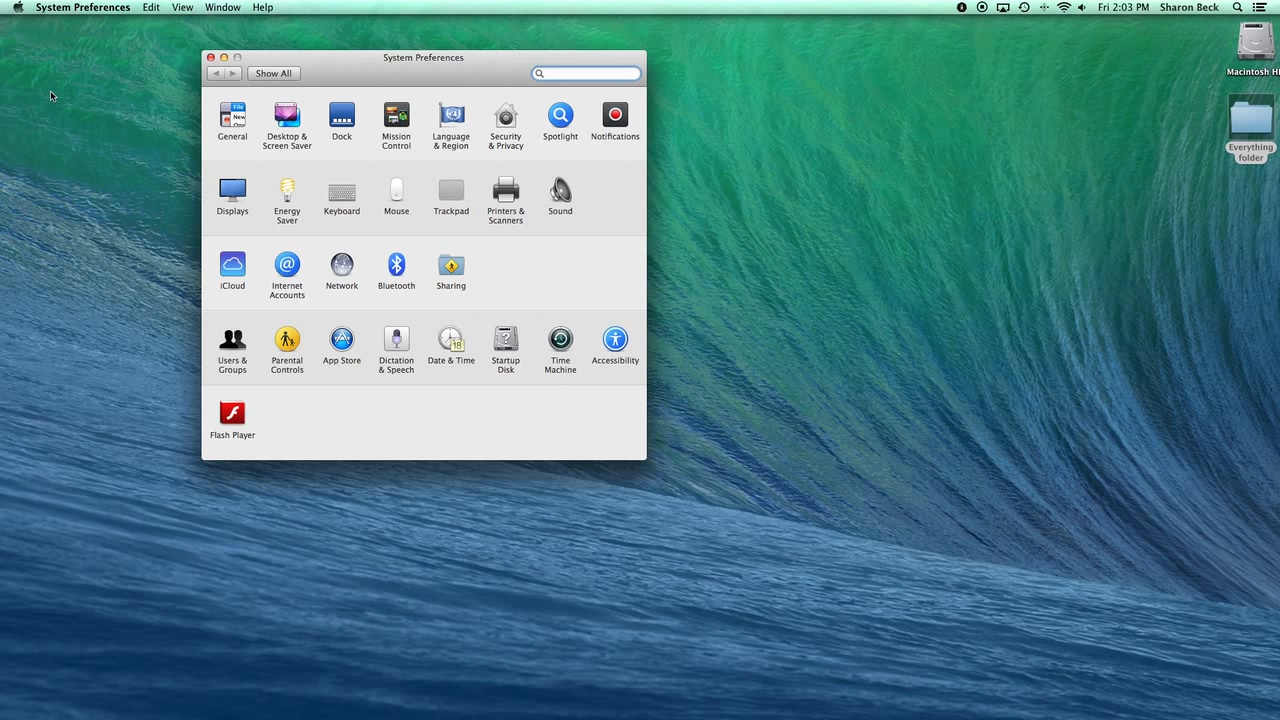 System Preferences Edit View Window Help Fri 2:03 PM Sharon Beck
System Preferences
Show All
Macintosh H
Everything
folder
General
Desktop &
Screen Saver
Dock
Mission
Control
Language
& Region
Security
& Privacy
Spotlight
Notifications
Displays
Energy
Saver
Keyboard
Mouse
Trackpad
Printers &
Scanners
Sound
iCloud
Internet
Accounts
Network
Bluetooth
Sharing
Users &
Groups
Parental
Controls
App Store
Dictation
& Speech
Date & Time
18
Startup
Disk
Time
Machine
Accessibility
Flash Player